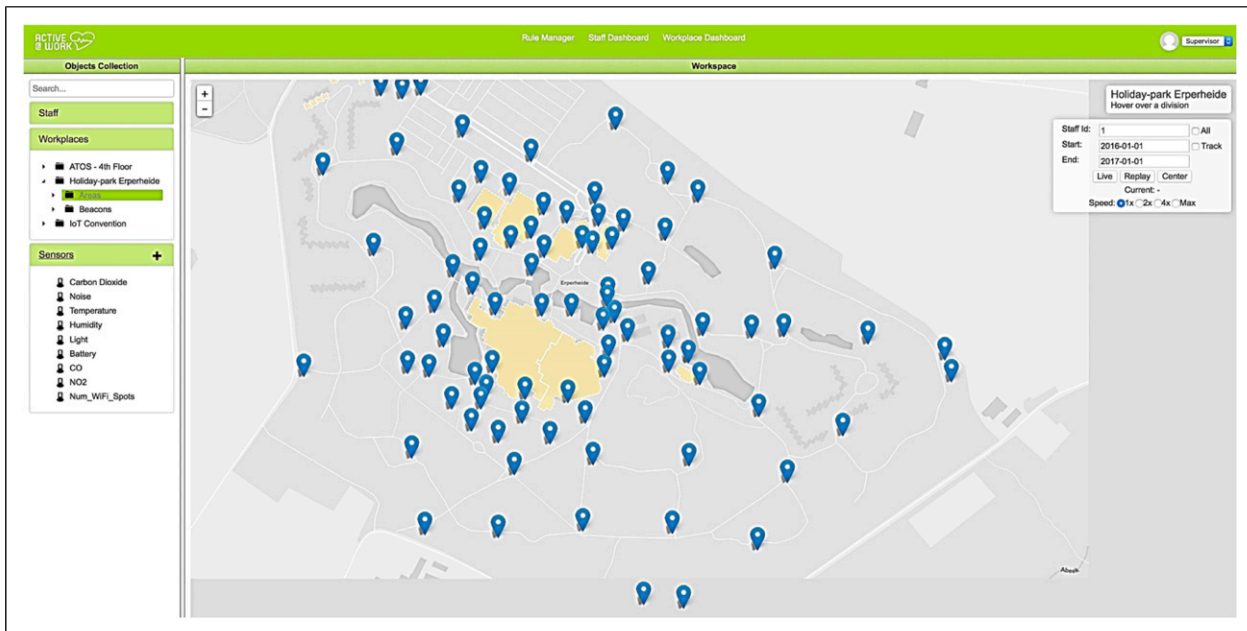 ACTIVE
@ WORK
Rule Manager Staff Dashboard Workplace Dashboard
Supervisor
Objects Collection
Workspace
Search...
Staff
Workplaces
ATOS - 4th Floor
Holiday-park Erperheide
Areas
Beacons
IoT Convention
Sensors +
Carbon Dioxide
Noise
Temperature
Humidity
Light
Battery
CO
NO2
Num_WiFi_Spots
+
-
Erperheide
Holiday-park Erperheide
Hover over a division
Staff Id: 1 All
Start: 2016-01-01 Track
End: 2017-01-01
Live Replay Center
Current: -
Speed: 1x 2x 4x Max